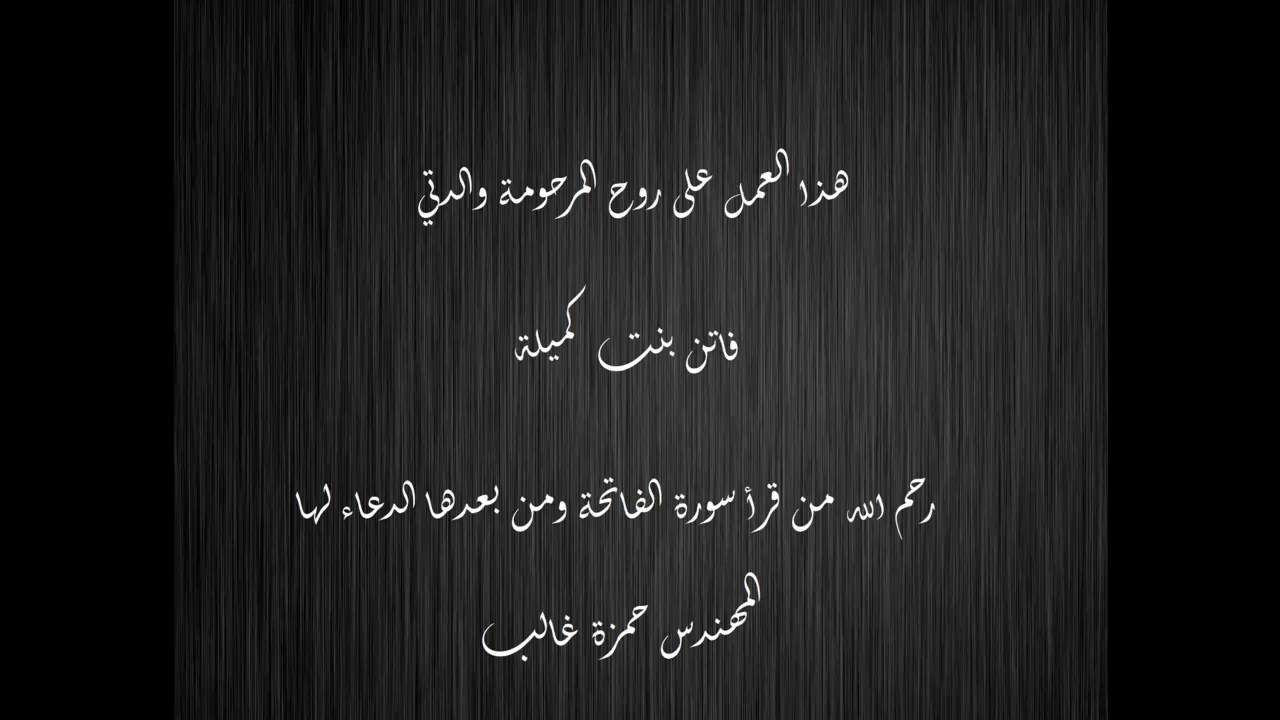 هذا العمل على روح المرحومة والدتي
فاتن بنت كميلة
رحم الله من قرأ سورة الفاتحة ومن بعدها الدعاء لها
المهندس حمزة غالب